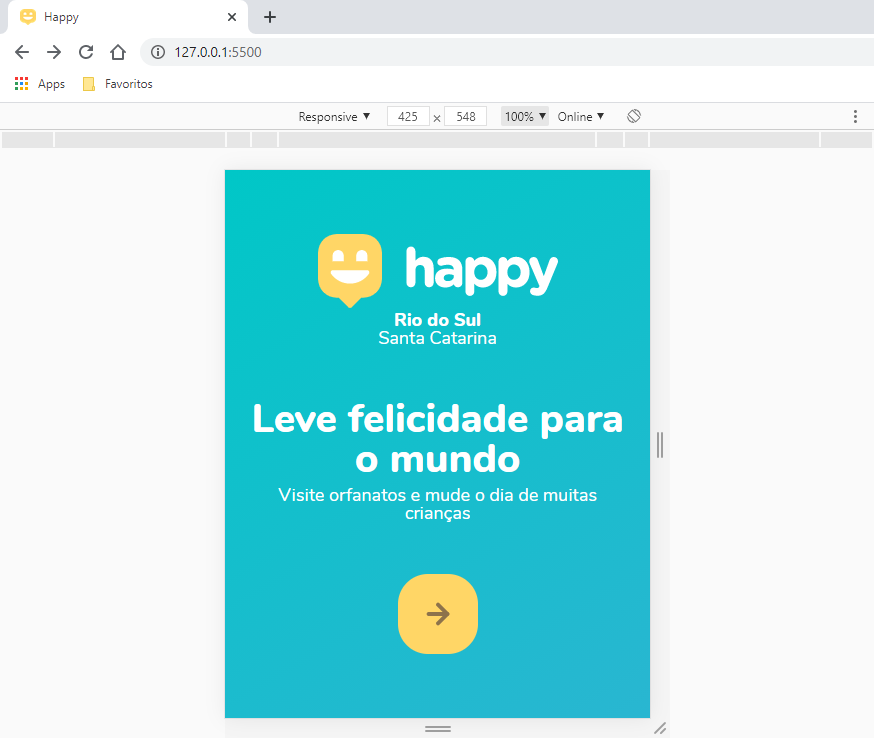 Happy
127.0.0.1:5500
Apps Favoritos
Responsive 425 × 548 100% Online
happy
Rio do Sul
Santa Catarina
Leve felicidade para
o mundo
Visite orfanatos e mude o dia de muitas
crianças